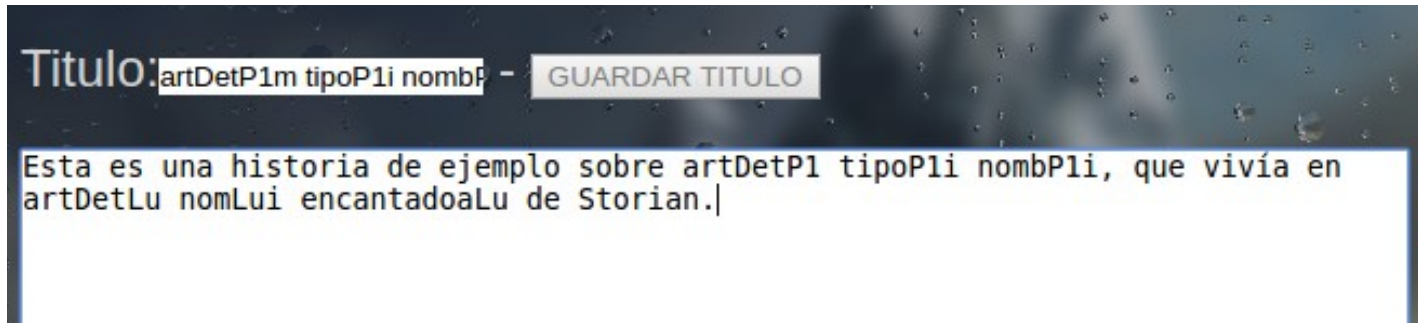 Titulo: artDetP1m tipoP1i nombP - GUARDAR TITULO
Esta es una historia de ejemplo sobre artDetP1 tipoP1i nombP1i, que vivía en
artDetLu nomLui encantadoaLu de Storian.